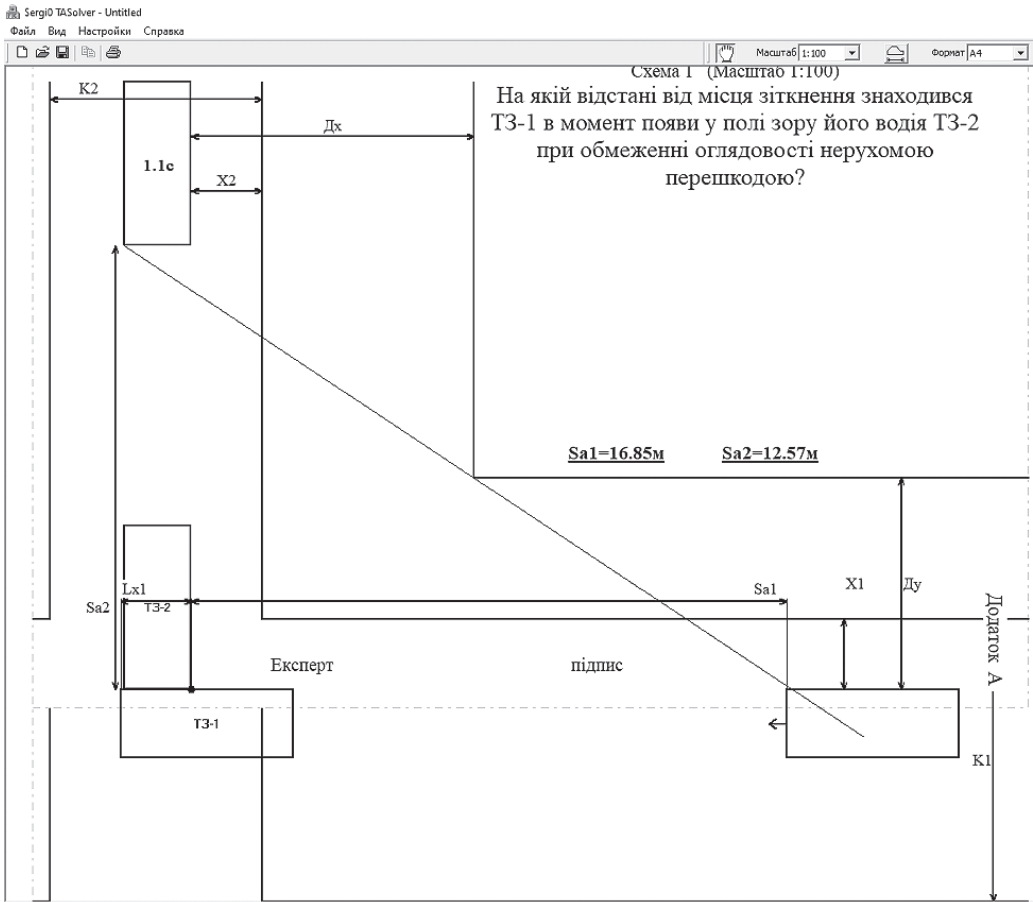 Sergi0 TASolver - Untitled
Файл Вид Настройки Справка
Масштаб 1:100 Формат A4
Схема 1 (Масштаб 1:100)
На якій відстані від місця зіткнення знаходився
ТЗ-1 в момент появи у полі зору його водія ТЗ-2
при обмеженні оглядовості нерухомою
перешкодою?
K2
Дх
1.1с
X2
Sa1=16.85м Sa2=12.57м
Lx1
Sa2
ТЗ-2
Sa1
X1
Ду
Додаток А
Експерт підпис
ТЗ-1
K1